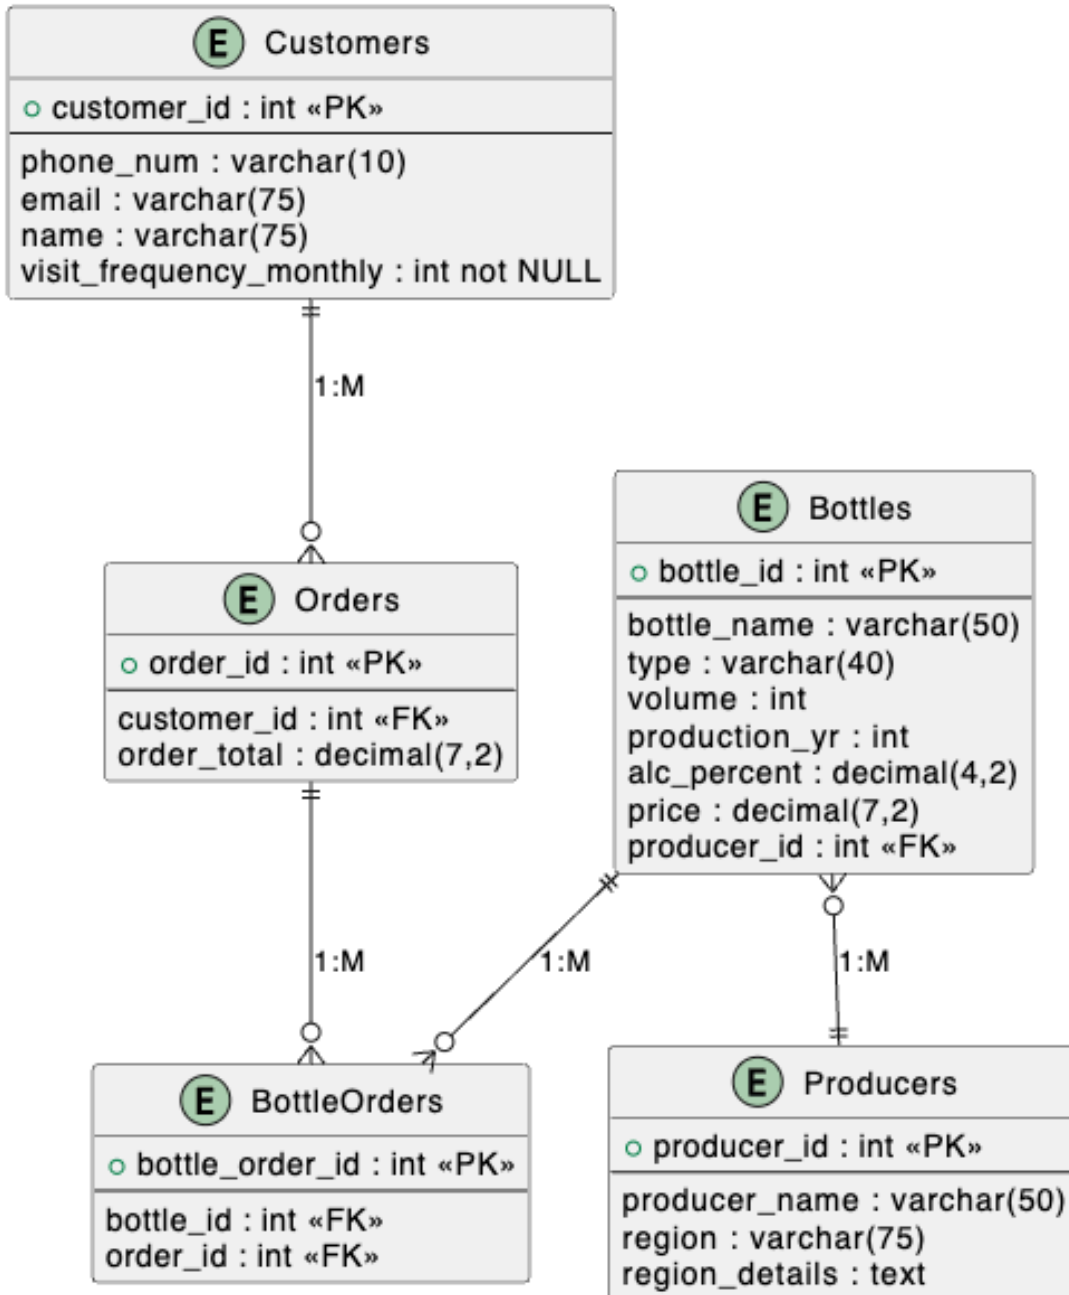 E Customers
customer_id : int «PK»
phone_num : varchar(10)
email : varchar(75)
name : varchar(75)
visit_frequency_monthly : int not NULL
1:M
E Orders
order_id : int «PK»
customer_id : int «FK»
order_total : decimal(7,2)
E Bottles
bottle_id : int «PK»
bottle_name : varchar(50)
type : varchar(40)
volume : int
production_yr : int
alc_percent : decimal(4,2)
price : decimal(7,2)
producer_id : int «FK»
1:M
1:M
1:M
E BottleOrders
bottle_order_id : int «PK»
bottle_id : int «FK»
order_id : int «FK»
E Producers
producer_id : int «PK»
producer_name : varchar(50)
region : varchar(75)
region_details : text